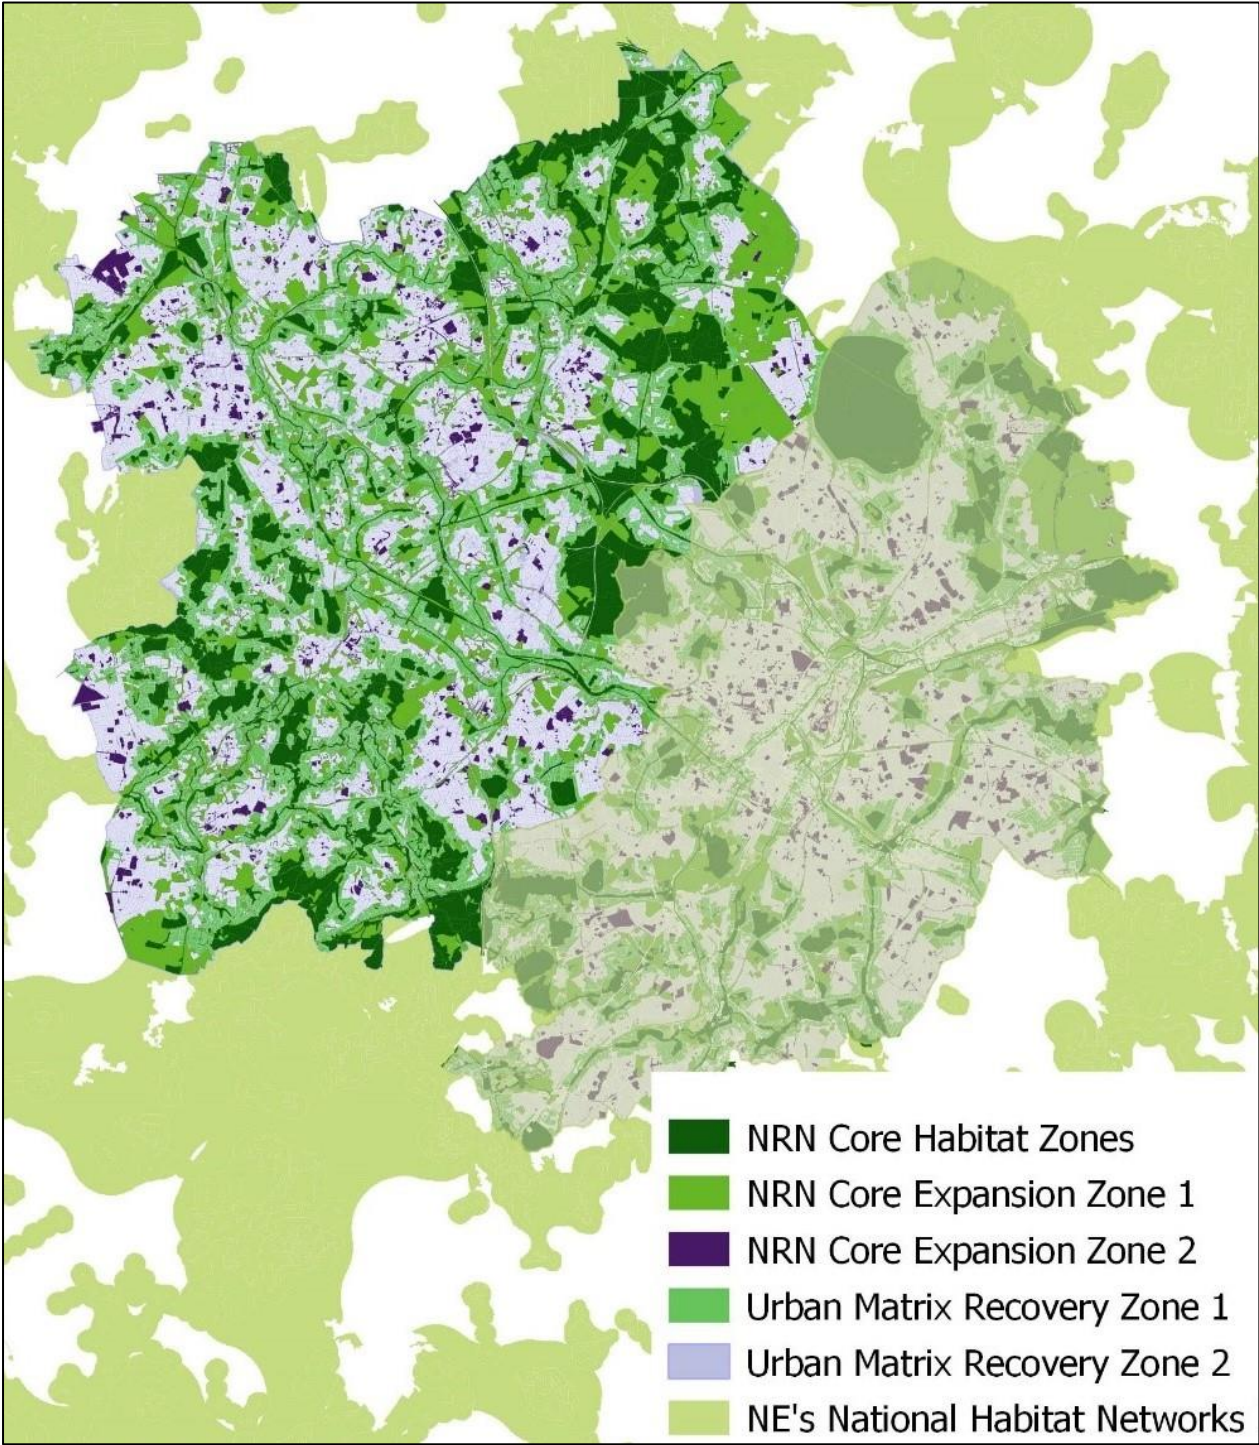 NRN Core Habitat Zones
NRN Core Expansion Zone 1
NRN Core Expansion Zone 2
Urban Matrix Recovery Zone 1
Urban Matrix Recovery Zone 2
NE's National Habitat Networks